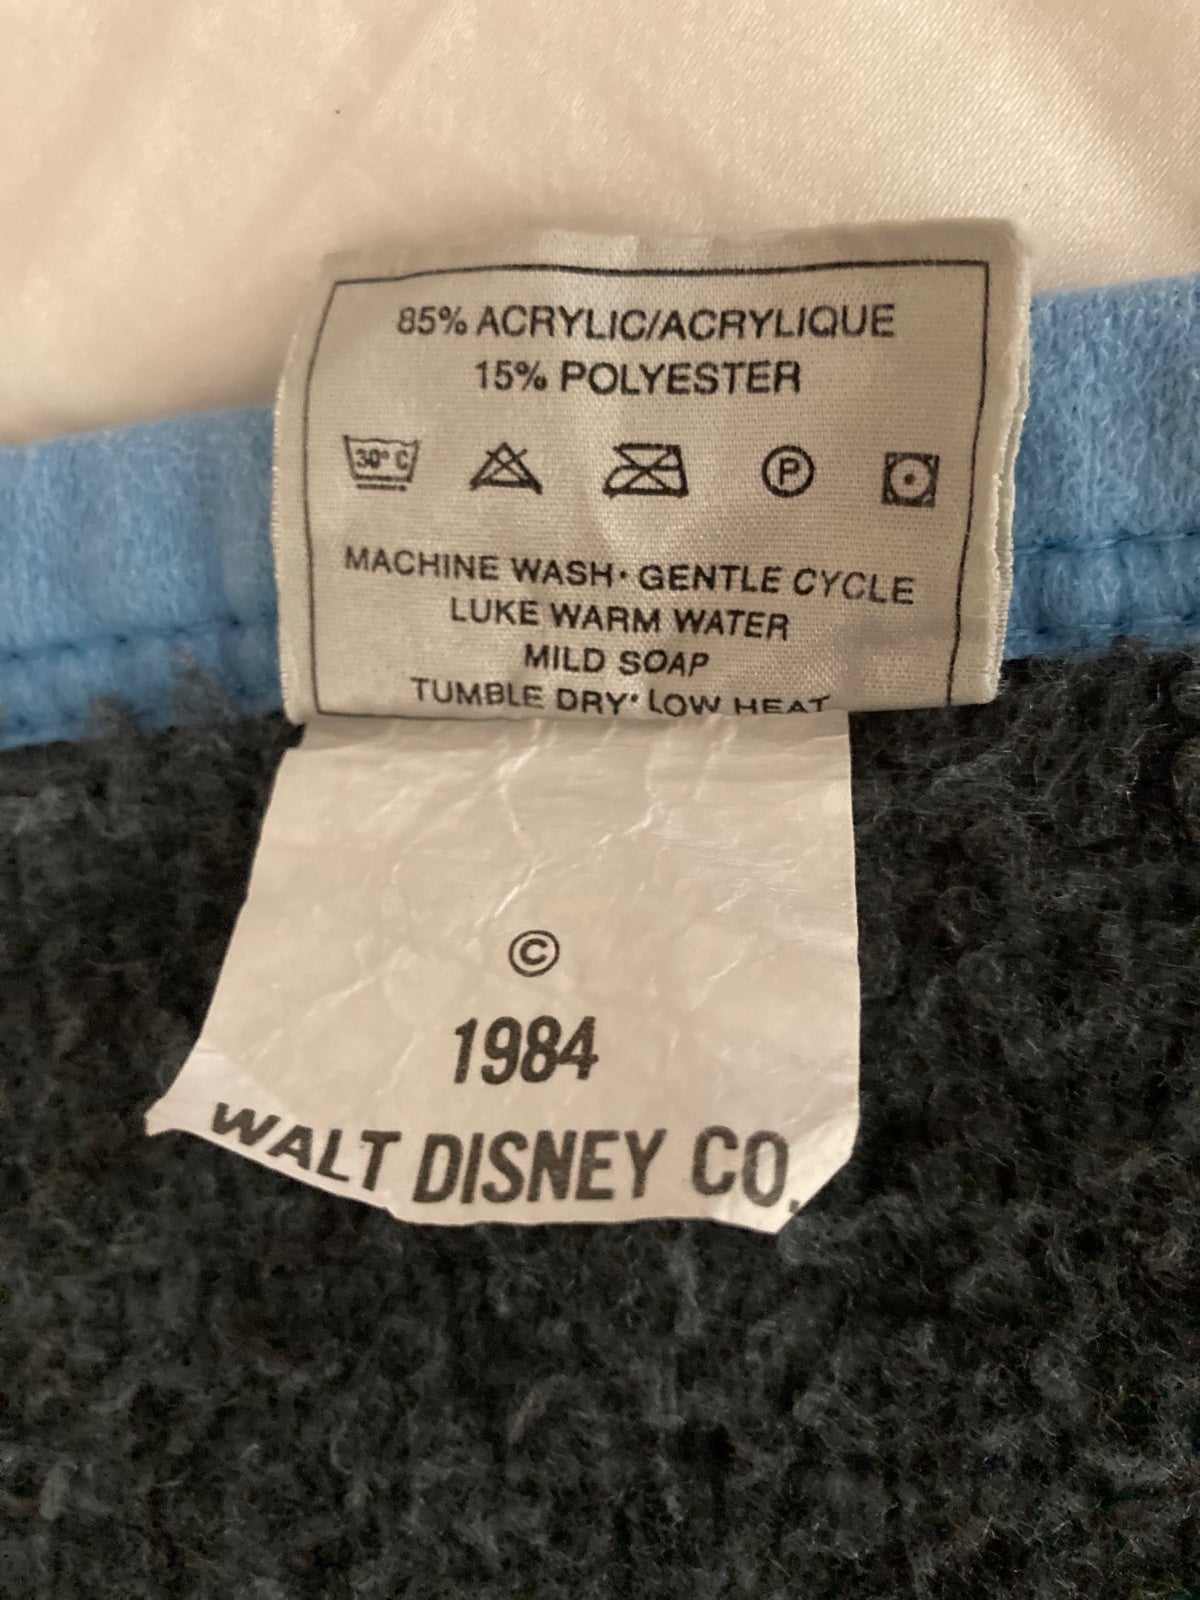 85% ACRYLIC/ACRYLIQUE
15% POLYESTER
30° C
P
MACHINE WASH· GENTLE CYCLE
LUKE WARM WATER
MILD SOAP
TUMBLE DRY· LOW HEAT
©
1984
WALT DISNEY CO.